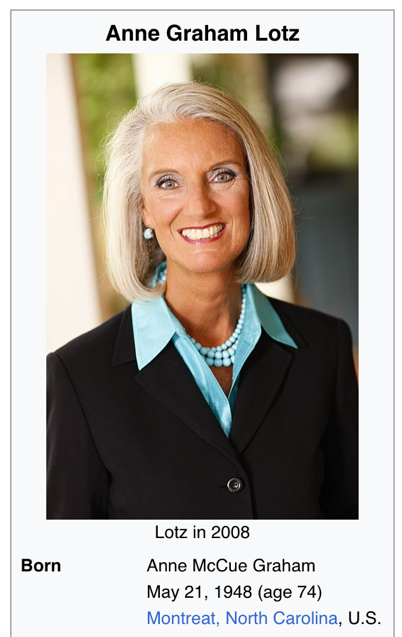 Anne Graham Lotz
Lotz in 2008
Born Anne McCue Graham
May 21, 1948 (age 74)
Montreat, North Carolina, U.S.